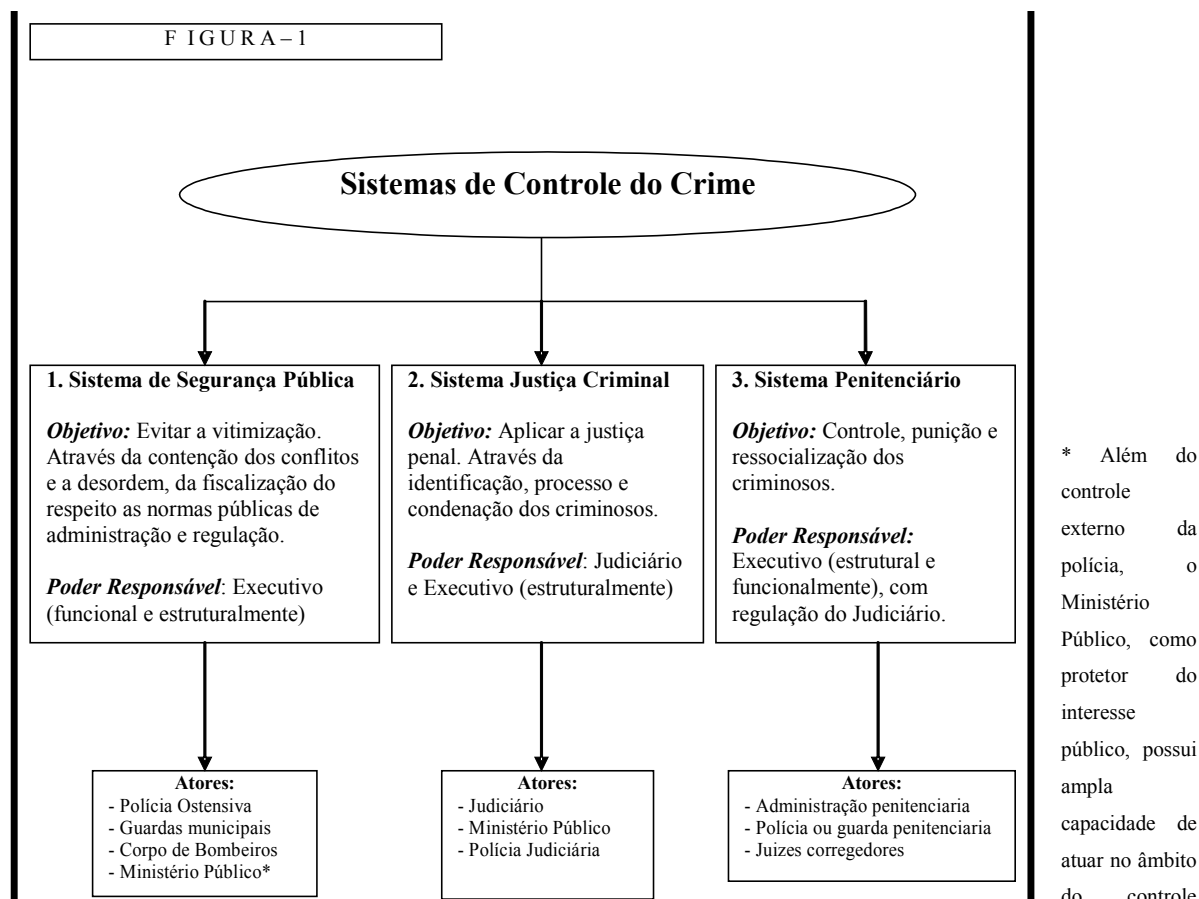 F IGURA–1
Sistemas de Controle do Crime
1. Sistema de Segurança Pública
Objetivo: Evitar a vitimização.
Através da contenção dos conflitos
e a desordem, da fiscalização do
respeito as normas públicas de
administração e regulação.
Poder Responsável: Executivo
(funcional e estruturalmente)
2. Sistema Justiça Criminal
Objetivo: Aplicar a justiça
penal. Através da
identificação, processo e
condenação dos criminosos.
Poder Responsável: Judiciário
e Executivo (estruturalmente)
3. Sistema Penitenciário
Objetivo: Controle, punição e
ressocialização dos
criminosos.
Poder Responsável:
Executivo (estrutural e
funcionalmente), com
regulação do Judiciário.
Atores:
- Polícia Ostensiva
- Guardas municipais
- Corpo de Bombeiros
- Ministério Público*
Atores:
- Judiciário
- Ministério Público
- Polícia Judiciária
Atores:
- Administração penitenciaria
- Polícia ou guarda penitenciaria
- Juizes corregedores
* Além do
controle
externo da
polícia, o
Ministério
Público, como
protetor do
interesse
público, possui
ampla
capacidade de
atuar no âmbito
do controle